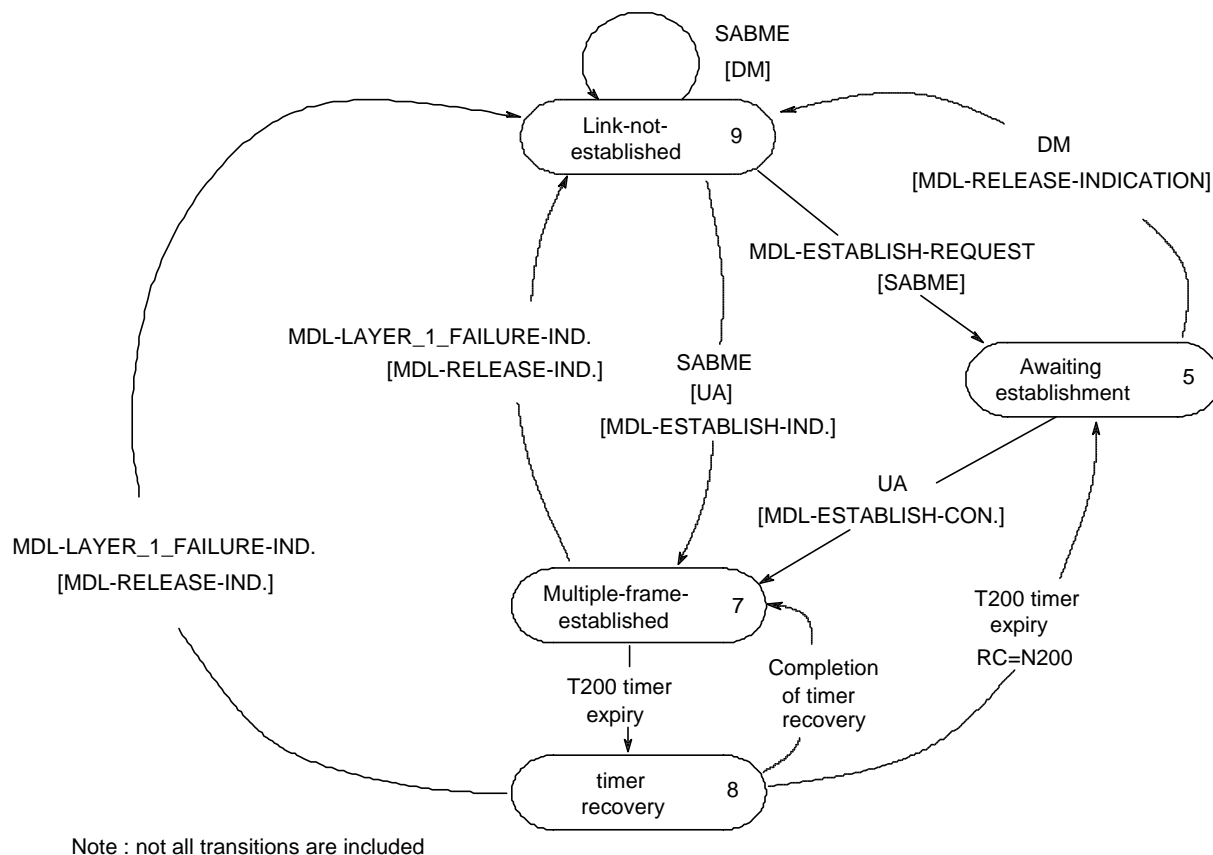 SABME
[DM]
Link-not-
established
9
DM
[MDL-RELEASE-INDICATION]
MDL-ESTABLISH-REQUEST
[SABME]
MDL-LAYER_1_FAILURE-IND.
[MDL-RELEASE-IND.]
SABME
[UA]
[MDL-ESTABLISH-IND.]
Awaiting
establishment
5
UA
[MDL-ESTABLISH-CON.]
MDL-LAYER_1_FAILURE-IND.
[MDL-RELEASE-IND.]
Multiple-frame-
established
7
T200 timer
expiry
RC=N200
Completion
of timer
recovery
T200 timer
expiry
timer
recovery
8
Note : not all transitions are included